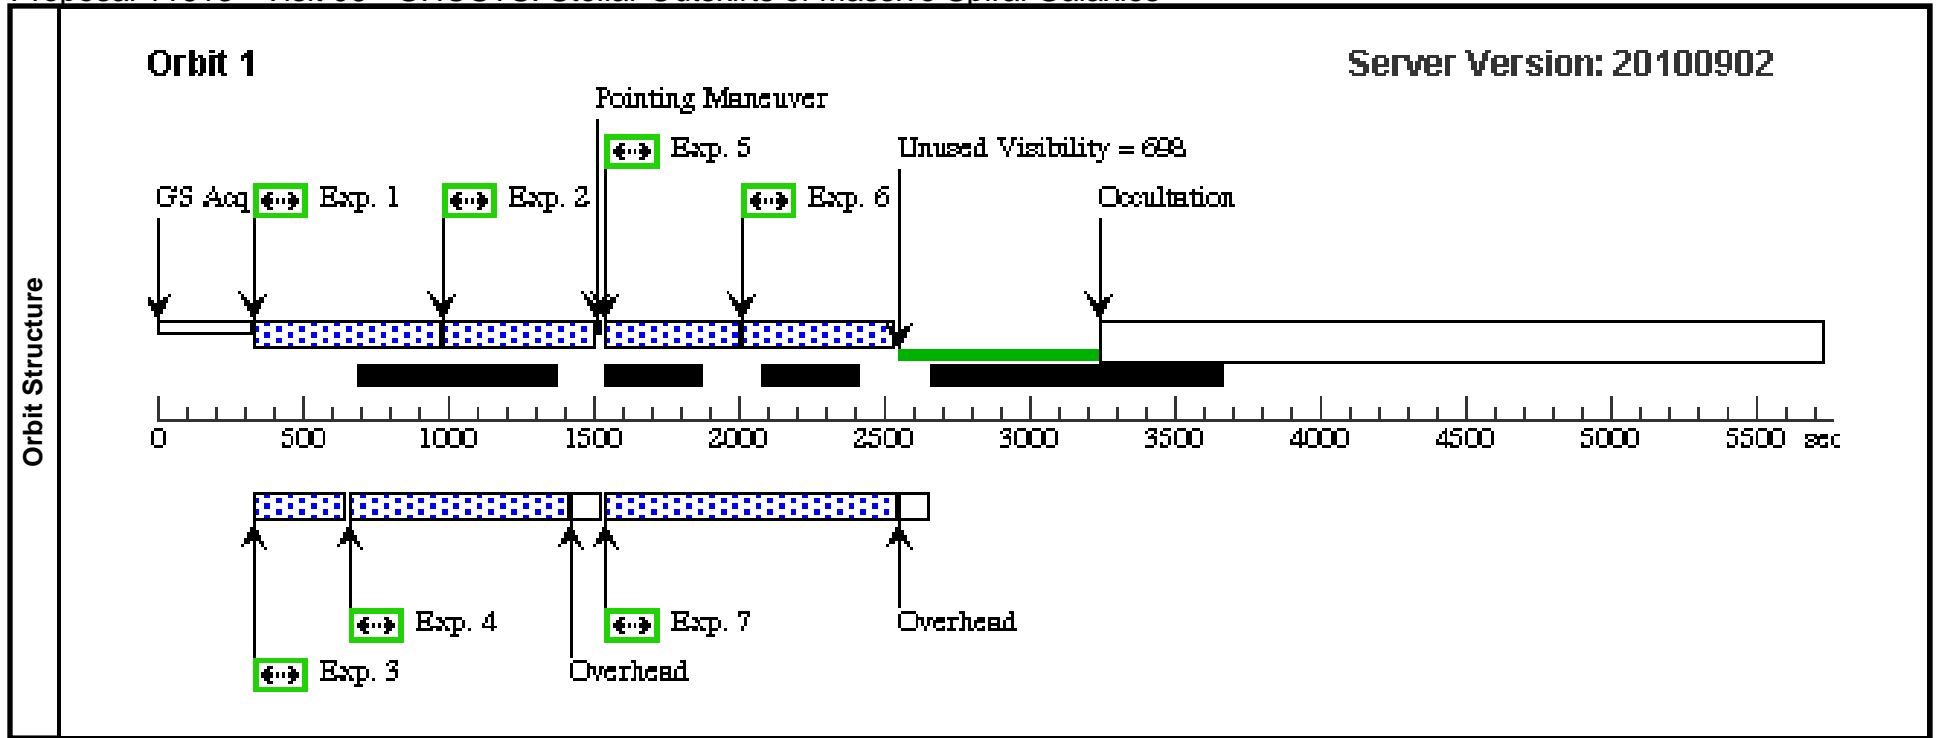 Orbit 1
Server Version: 20100902
Pointing Maneuver
Exp. 5
Unused Visibility = 698
GS Acq
Exp. 1
Exp. 2
Exp. 6
Occultation
Orbit Structure
0 500 1000 1500 2000 2500 3000 3500 4000 4500 5000 5500 sec
Exp. 4
Exp. 7
Overhead
Exp. 3
Overhead